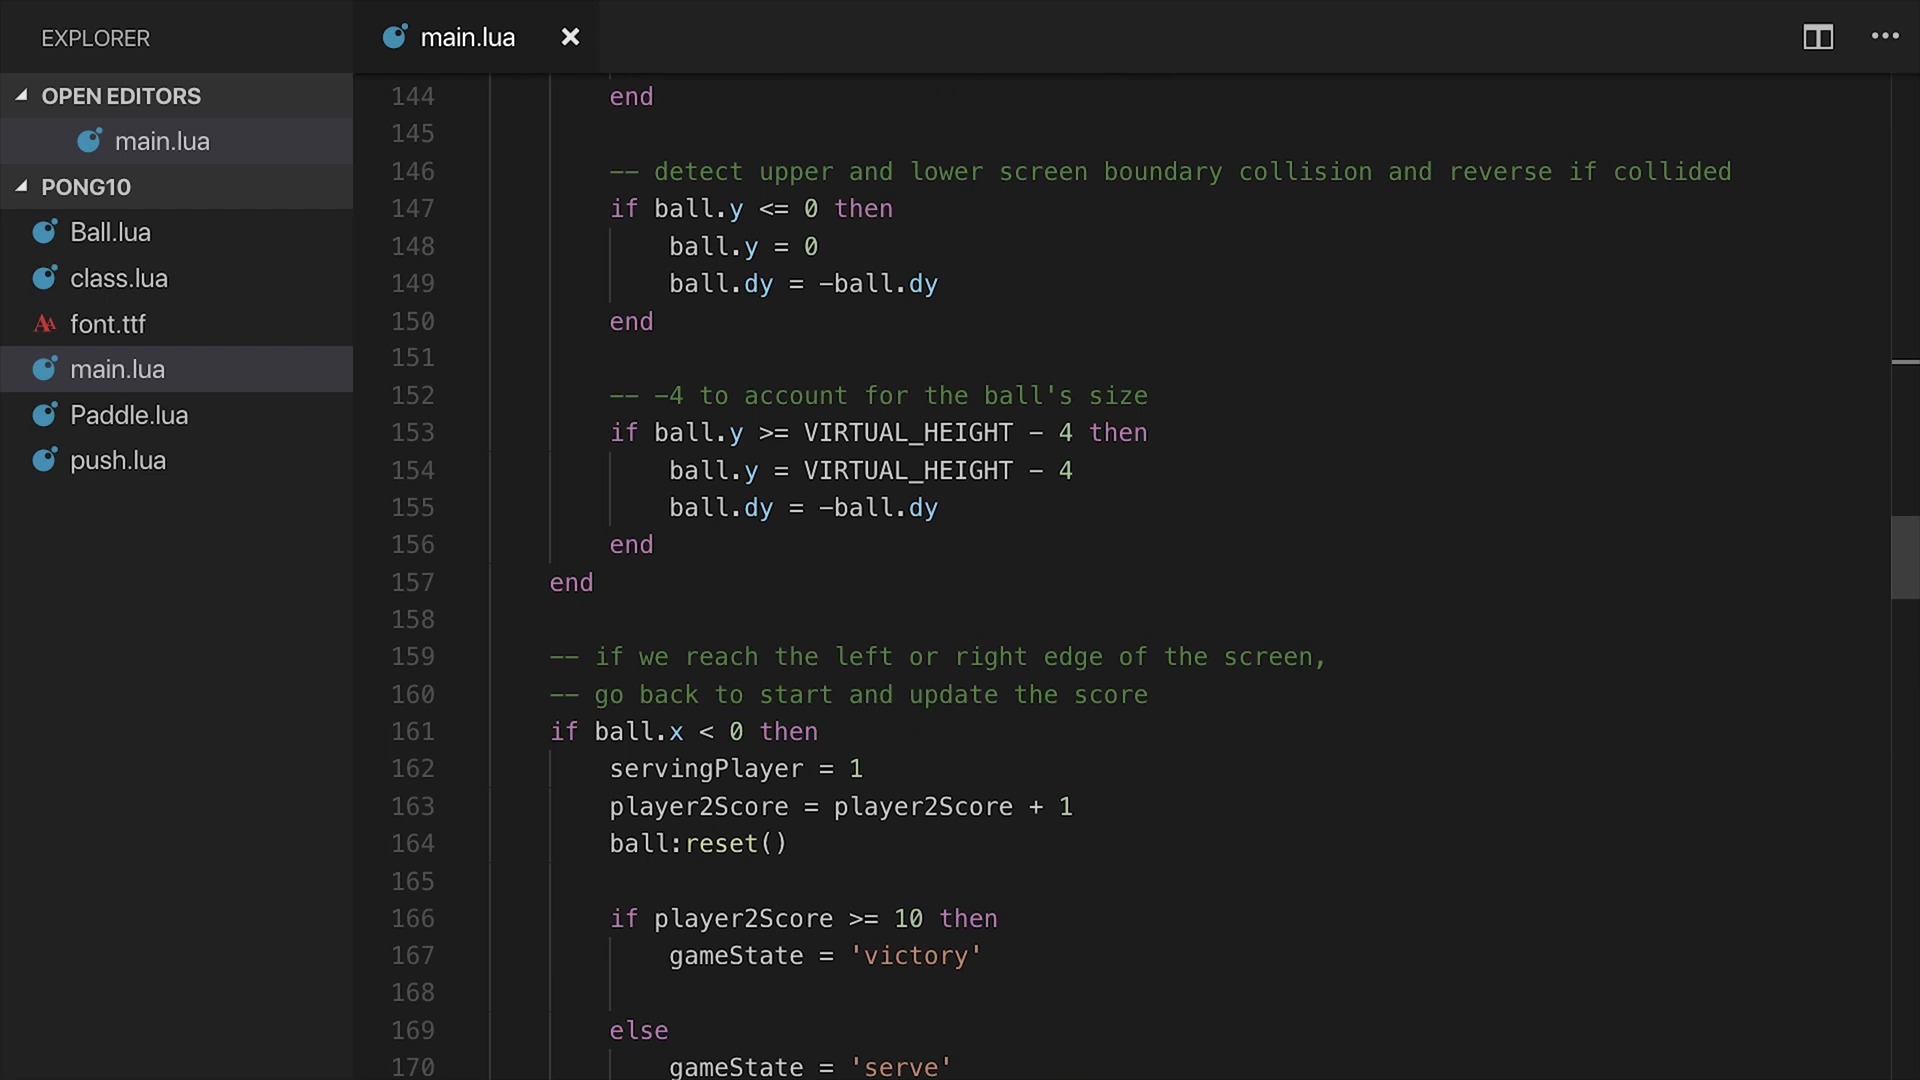 EXPLORER
OPEN EDITORS
main.lua
PONG10
Ball.lua
class.lua
font.ttf
main.lua
Paddle.lua
push.lua
main.lua
144 end
145
146 -- detect upper and lower screen boundary collision and reverse if collided
147 if ball.y <= 0 then
148 ball.y = 0
149 ball.dy = -ball.dy
150 end
151
152 -- -4 to account for the ball's size
153 if ball.y >= VIRTUAL_HEIGHT - 4 then
154 ball.y = VIRTUAL_HEIGHT - 4
155 ball.dy = -ball.dy
156 end
157 end
158
159 -- if we reach the left or right edge of the screen,
160 -- go back to start and update the score
161 if ball.x < 0 then
162 servingPlayer = 1
163 player2Score = player2Score + 1
164 ball:reset()
165
166 if player2Score >= 10 then
167 gameState = 'victory'
168
169 else
170 gameState = 'serve'